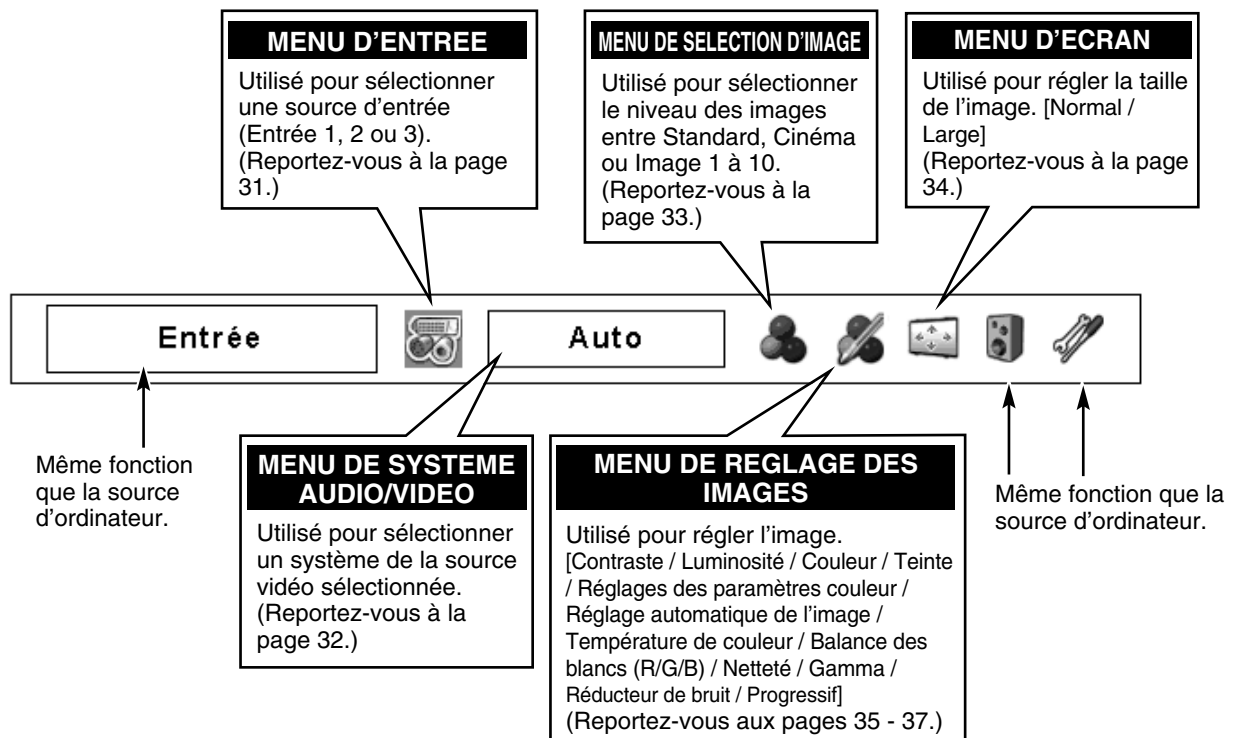 MENU D'ENTREE
Utilisé pour sélectionner
une source d'entrée
(Entrée 1, 2 ou 3).
(Reportez-vous à la page
31.)
MENU DE SELECTION D'IMAGE
Utilisé pour sélectionner
le niveau des images
entre Standard, Cinéma
ou Image 1 à 10.
(Reportez-vous à la
page 33.)
MENU D'ECRAN
Utilisé pour régler la taille
de l'image. [Normal /
Large]
(Reportez-vous à la page
34.)
Entrée
Auto
Même fonction
que la source
d'ordinateur.
MENU DE SYSTEME
AUDIO/VIDEO
Utilisé pour sélectionner
un système de la source
vidéo sélectionnée.
(Reportez-vous à la
page 32.)
MENU DE REGLAGE DES
IMAGES
Utilisé pour régler l'image.
[Contraste / Luminosité / Couleur / Teinte
/ Réglages des paramètres couleur /
Réglage automatique de l'image /
Température de couleur / Balance des
blancs (R/G/B) / Netteté / Gamma /
Réducteur de bruit / Progressif]
(Reportez-vous aux pages 35 - 37.)
Même fonction que la
source d'ordinateur.